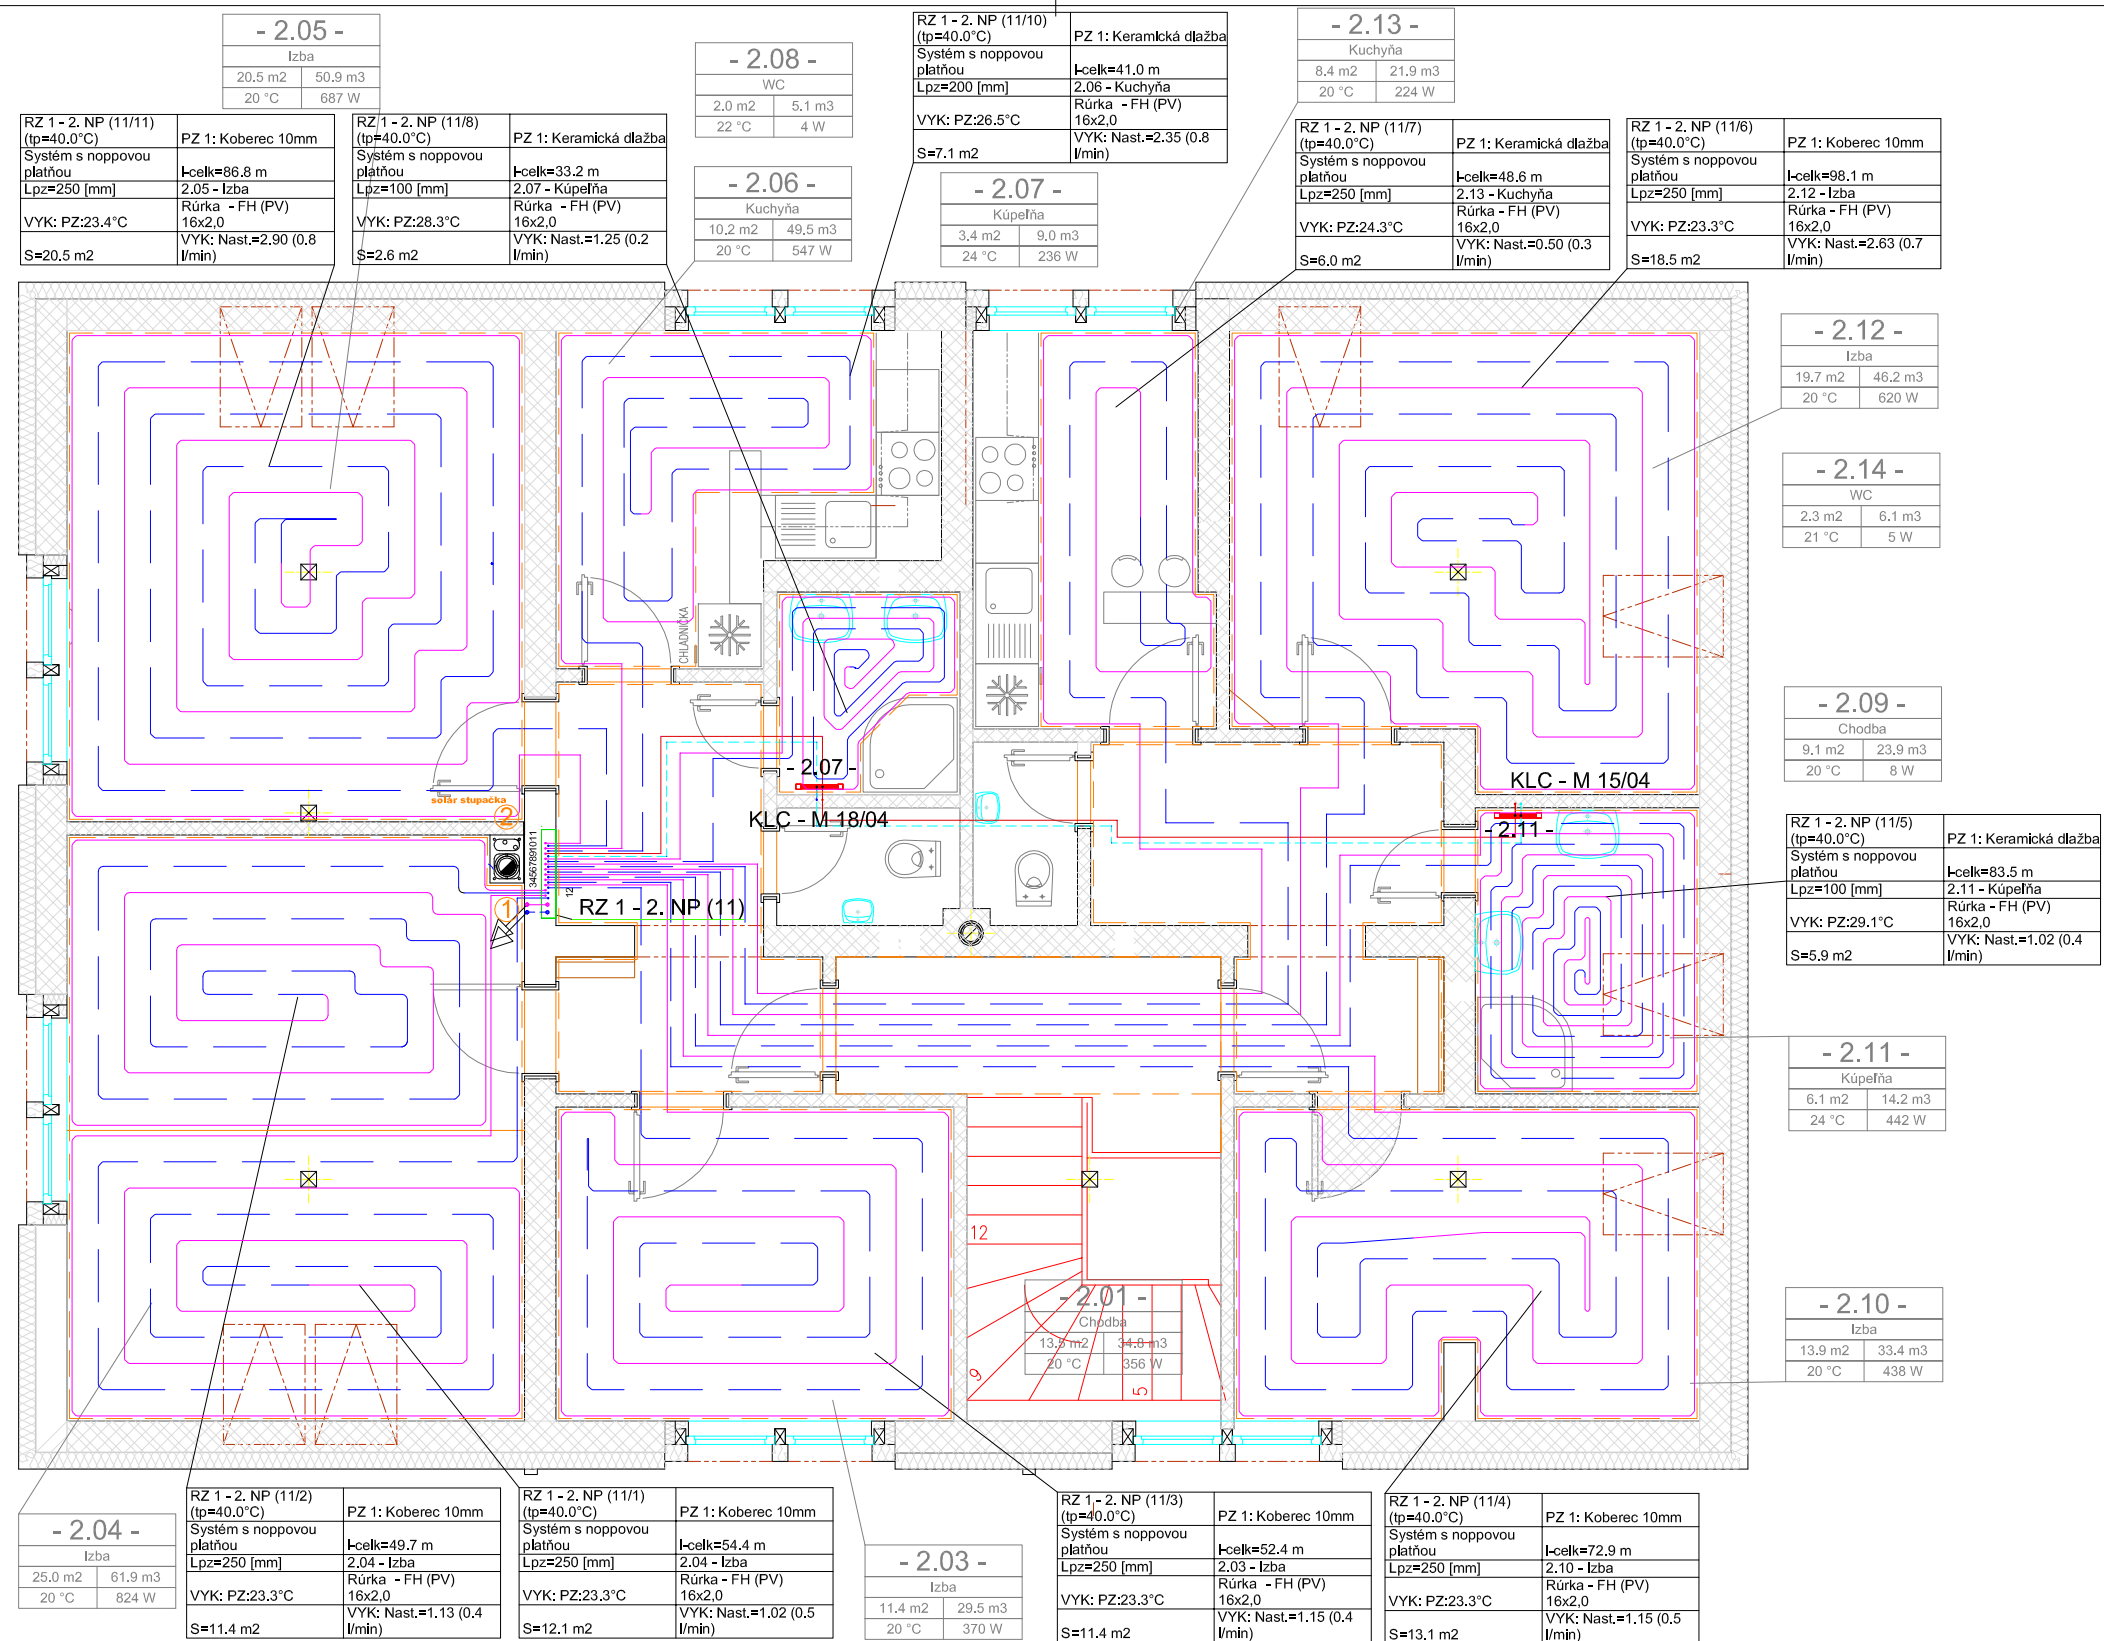 - 2.05 -
Izba
20.5 m2 50.9 m3
20 °C 687 W
- 2.08 -
WC
2.0 m2 5.1 m3
22 °C 4 W
RZ 1 - 2. NP (11/10)
(tp=40.0°C) PZ 1: Keramická dlažba
Systém s noppovou
platňou l-celk=41.0 m
Lpz=200 [mm] 2.06 - Kuchyňa
VYK: PZ:26.5°C Rúrka - FH (PV)
16x2,0
S=7.1 m2 VYK: Nast.=2.35 (0.8
l/min)
- 2.13 -
Kuchyňa
8.4 m2 21.9 m3
20 °C 224 W
RZ 1 - 2. NP (11/11)
(tp=40.0°C) PZ 1: Koberec 10mm
Systém s noppovou
platňou l-celk=86.8 m
Lpz=250 [mm] 2.05 - Izba
VYK: PZ:23.4°C Rúrka - FH (PV)
16x2,0
S=20.5 m2 VYK: Nast.=2.90 (0.8
l/min)
RZ 1 - 2. NP (11/8)
(tp=40.0°C) PZ 1: Keramická dlažba
Systém s noppovou
platňou l-celk=33.2 m
Lpz=100 [mm] 2.07 - Kúpeľňa
VYK: PZ:28.3°C Rúrka - FH (PV)
16x2,0
S=2.6 m2 VYK: Nast.=1.25 (0.2
l/min)
- 2.06 -
Kuchyňa
10.2 m2 49.5 m3
20 °C 547 W
- 2.07 -
Kúpeľňa
3.4 m2 9.0 m3
24 °C 236 W
RZ 1 - 2. NP (11/7)
(tp=40.0°C) PZ 1: Keramická dlažba
Systém s noppovou
platňou l-celk=48.6 m
Lpz=250 [mm] 2.13 - Kuchyňa
VYK: PZ:24.3°C Rúrka - FH (PV)
16x2,0
S=6.0 m2 VYK: Nast.=0.50 (0.3
l/min)
RZ 1 - 2. NP (11/6)
(tp=40.0°C) PZ 1: Koberec 10mm
Systém s noppovou
platňou l-celk=98.1 m
Lpz=250 [mm] 2.12 - Izba
VYK: PZ:23.3°C Rúrka - FH (PV)
16x2,0
S=18.5 m2 VYK: Nast.=2.63 (0.7
l/min)
- 2.12 -
Izba
19.7 m2 46.2 m3
20 °C 620 W
- 2.14 -
WC
2.3 m2 6.1 m3
21 °C 5 W
CHLADNIČKA
- 2.09 -
Chodba
9.1 m2 23.9 m3
20 °C 8 W
- 2.07 -
KLC - M 18/04
KLC - M 15/04
- 2.11 -
solár stupačka
2
34567891011
12
1
RZ 1 - 2. NP (11)
RZ 1 - 2. NP (11/5)
(tp=40.0°C) PZ 1: Keramická dlažba
Systém s noppovou
platňou l-celk=83.5 m
Lpz=100 [mm] 2.11 - Kúpeľňa
VYK: PZ:29.1°C Rúrka - FH (PV)
16x2,0
S=5.9 m2 VYK: Nast.=1.02 (0.4
l/min)
- 2.11 -
Kúpeľňa
6.1 m2 14.2 m3
24 °C 442 W
12
9
5
- 2.01 -
Chodba
13.5 m2 34.8 m3
20 °C 356 W
- 2.10 -
Izba
13.9 m2 33.4 m3
20 °C 438 W
- 2.04 -
Izba
25.0 m2 61.9 m3
20 °C 824 W
RZ 1 - 2. NP (11/2)
(tp=40.0°C) PZ 1: Koberec 10mm
Systém s noppovou
platňou l-celk=49.7 m
Lpz=250 [mm] 2.04 - Izba
VYK: PZ:23.3°C Rúrka - FH (PV)
16x2,0
S=11.4 m2 VYK: Nast.=1.13 (0.4
l/min)
RZ 1 - 2. NP (11/1)
(tp=40.0°C) PZ 1: Koberec 10mm
Systém s noppovou
platňou l-celk=54.4 m
Lpz=250 [mm] 2.04 - Izba
VYK: PZ:23.3°C Rúrka - FH (PV)
16x2,0
S=12.1 m2 VYK: Nast.=1.02 (0.5
l/min)
- 2.03 -
Izba
11.4 m2 29.5 m3
20 °C 370 W
RZ 1 - 2. NP (11/3)
(tp=40.0°C) PZ 1: Koberec 10mm
Systém s noppovou
platňou l-celk=52.4 m
Lpz=250 [mm] 2.03 - Izba
VYK: PZ:23.3°C Rúrka - FH (PV)
16x2,0
S=11.4 m2 VYK: Nast.=1.15 (0.4
l/min)
RZ 1 - 2. NP (11/4)
(tp=40.0°C) PZ 1: Koberec 10mm
Systém s noppovou
platňou l-celk=72.9 m
Lpz=250 [mm] 2.10 - Izba
VYK: PZ:23.3°C Rúrka - FH (PV)
16x2,0
S=13.1 m2 VYK: Nast.=1.15 (0.5
l/min)